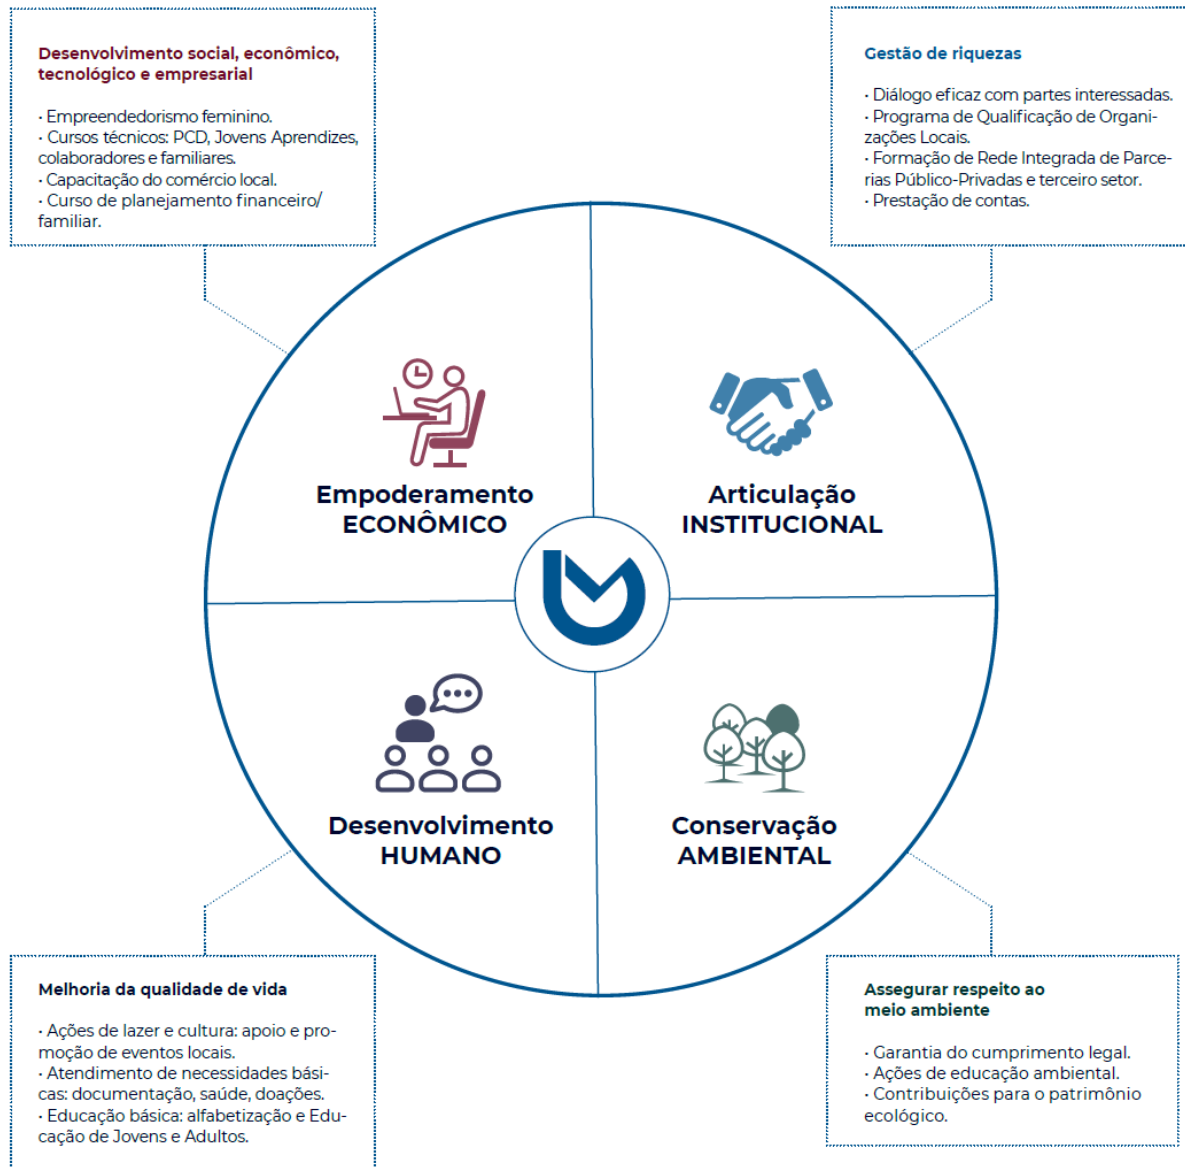 Desenvolvimento social, econômico,
tecnológico e empresarial
· Empreendedorismo feminino.
· Cursos técnicos: PCD, Jovens Aprendizes,
colaboradores e familiares.
· Capacitação do comércio local.
· Curso de planejamento financeiro/
familiar.
Gestão de riquezas
· Diálogo eficaz com partes interessadas.
· Programa de Qualificação de Organi-
zações Locais.
· Formação de Rede Integrada de Parce-
rias Público-Privadas e terceiro setor.
· Prestação de contas.
Empoderamento
ECONÔMICO
Articulação
INSTITUCIONAL
Desenvolvimento
HUMANO
Conservação
AMBIENTAL
Melhoria da qualidade de vida
· Ações de lazer e cultura: apoio e pro-
moção de eventos locais.
· Atendimento de necessidades bási-
cas: documentação, saúde, doações.
· Educação básica: alfabetização e Edu-
cação de Jovens e Adultos.
Assegurar respeito ao
meio ambiente
· Garantia do cumprimento legal.
· Ações de educação ambiental.
· Contribuições para o patrimônio
ecológico.